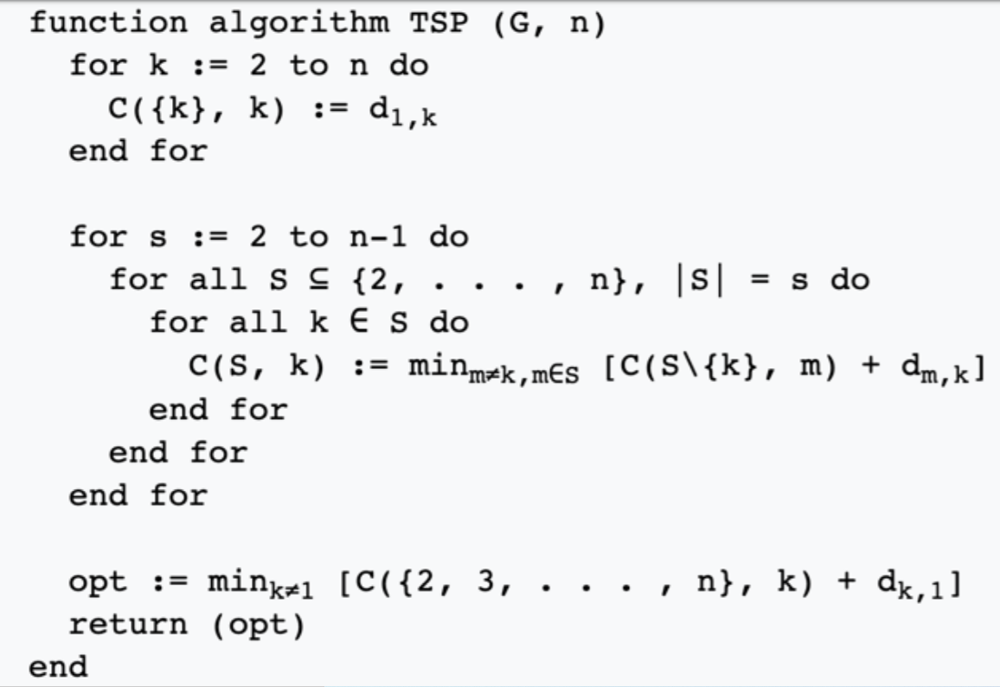 function algorithm TSP (G, n)
for k := 2 to n do
C({k}, k) := d1,k
end for
for s := 2 to n-1 do
for all S ⊆ {2, . . . , n}, |S| = s do
for all k ∈ S do
C(S, k) := minm≠k,m∈S [C(S\{k}, m) + dm,k]
end for
end for
end for
opt := mink≠1 [C({2, 3, . . . , n}, k) + dk,1]
return (opt)
end